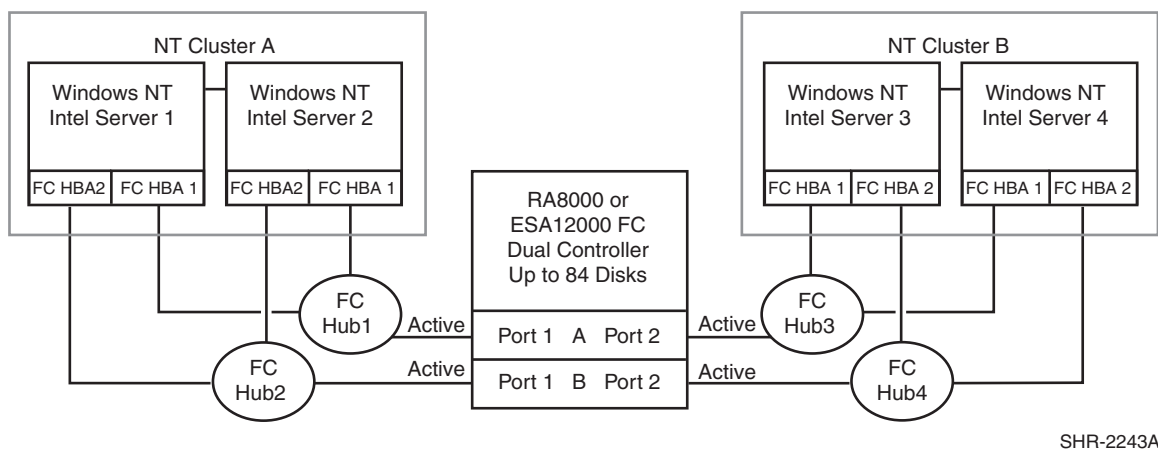 NT Cluster A
Windows NT
Intel Server 1
Windows NT
Intel Server 2
FC HBA2
FC HBA 1
FC HBA2
FC HBA 1
NT Cluster B
Windows NT
Intel Server 3
Windows NT
Intel Server 4
FC HBA 1
FC HBA 2
FC HBA 1
FC HBA 2
RA8000 or
ESA12000 FC
Dual Controller
Up to 84 Disks
FC
Hub1
Active
Port 1 A Port 2
Active
FC
Hub3
FC
Hub2
Active
Port 1 B Port 2
Active
FC
Hub4
SHR-2243A